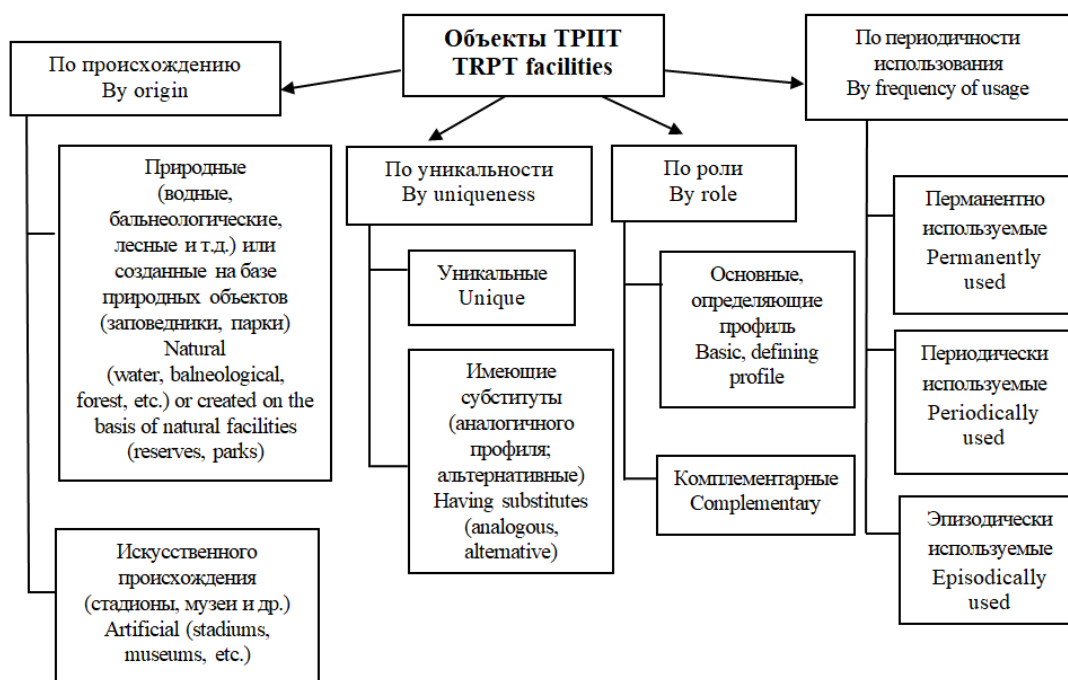 Объекты ТРПТ
TRPT facilities
По происхождению
By origin
Природные
(водные,
бальнеологические,
лесные и т.д.) или
созданные на базе
природных объектов
(заповедники, парки)
Natural
(water, balneological,
forest, etc.) or created on the
basis of natural facilities
(reserves, parks)
Искусственного
происхождения
(стадионы, музеи и др.)
Artificial (stadiums,
museums, etc.)
По уникальности
By uniqueness
Уникальные
Unique
Имеющие
субституты
(аналогичного
профиля;
альтернативные)
Having substitutes
(analogous,
alternative)
По роли
By role
Основные,
определяющие
профиль
Basic, defining
profile
Комплементарные
Complementary
По периодичности
использования
By frequency of usage
Перманентно
используемые
Permanently
used
Периодически
используемые
Periodically
used
Эпизодически
используемые
Episodically
used